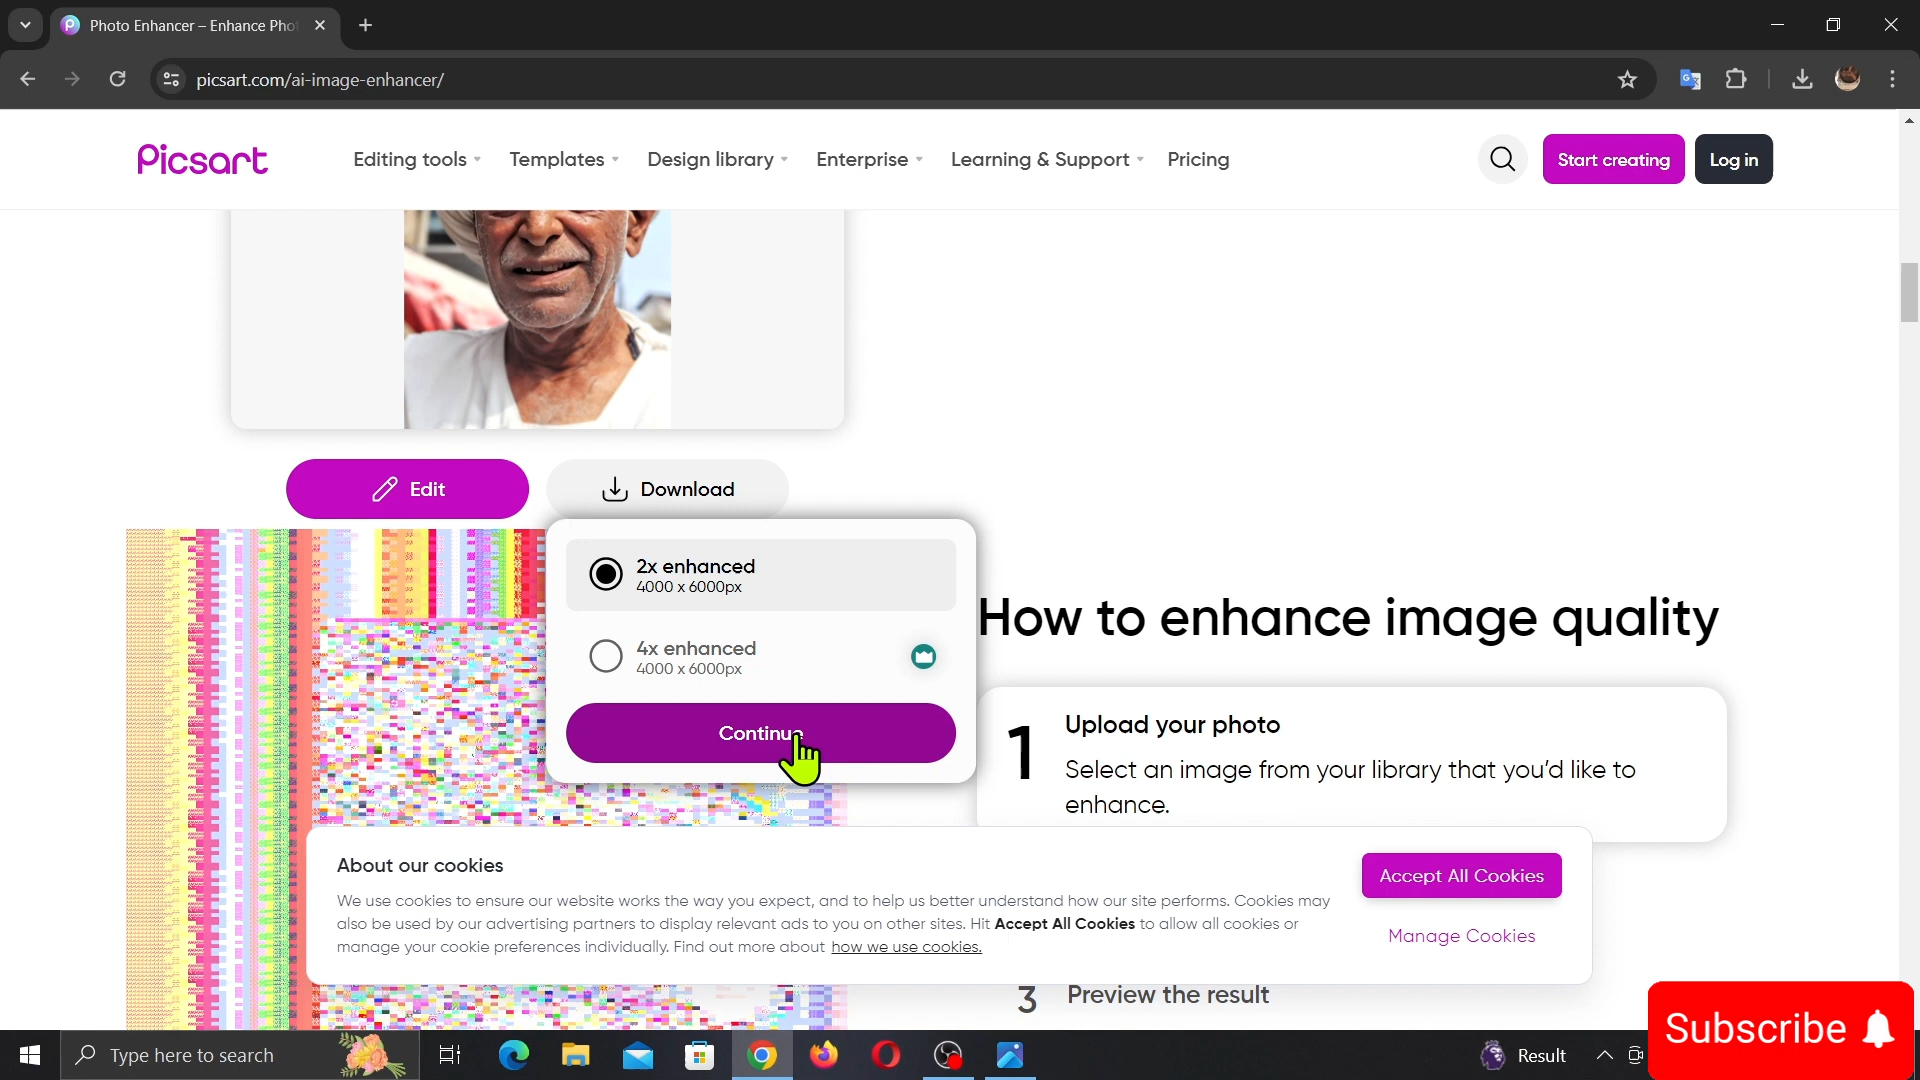 Photo Enhancer – Enhance Pho
picsart.com/ai-image-enhancer/
Picsart
Editing tools
Templates
Design library
Enterprise
Learning & Support
Pricing
Start creating
Log in
Edit
Download
2x enhanced
4000 x 6000px
4x enhanced
4000 x 6000px
Continue
How to enhance image quality
1
Upload your photo
Select an image from your library that you'd like to
enhance.
About our cookies
We use cookies to ensure our website works the way you expect, and to help us better understand how our site performs. Cookies may
also be used by our advertising partners to display relevant ads to you on other sites. Hit Accept All Cookies to allow all cookies or
manage your cookie preferences individually. Find out more about how we use cookies.
Accept All Cookies
Manage Cookies
3
Preview the result
Subscribe
Type here to search
Result